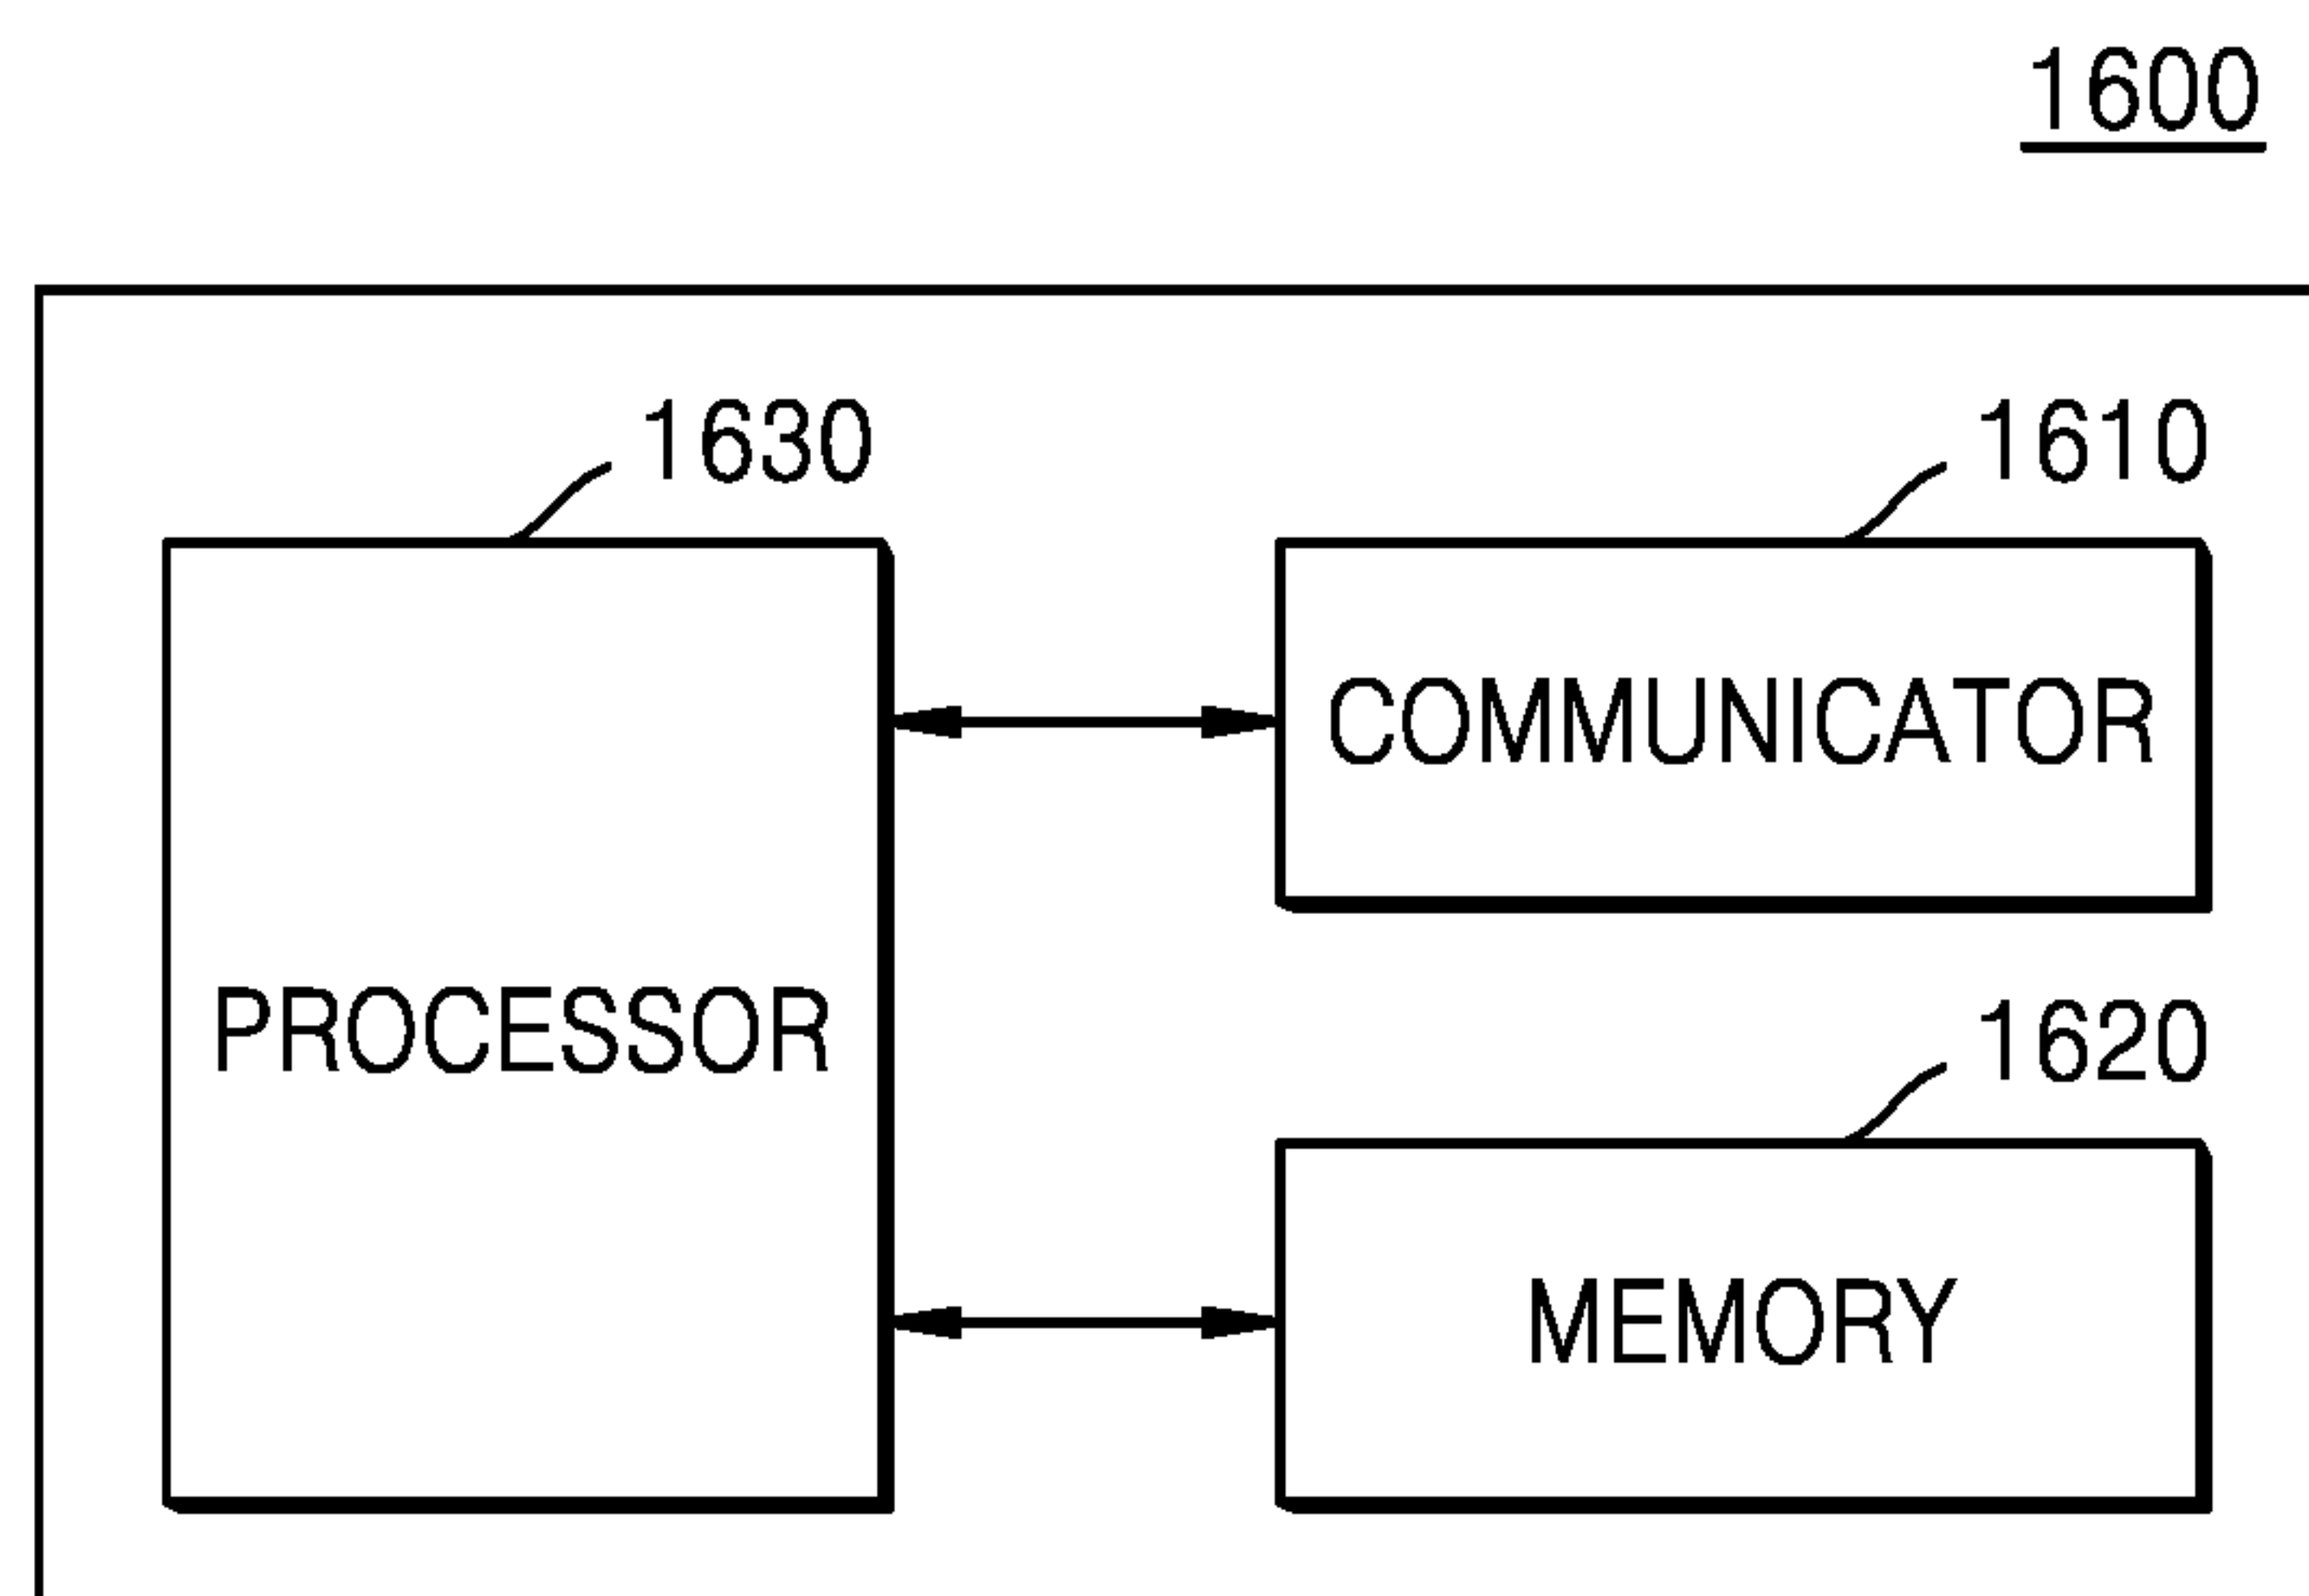 1600
1630
1610
COMMUNICATOR
PROCESSOR
1620
MEMORY